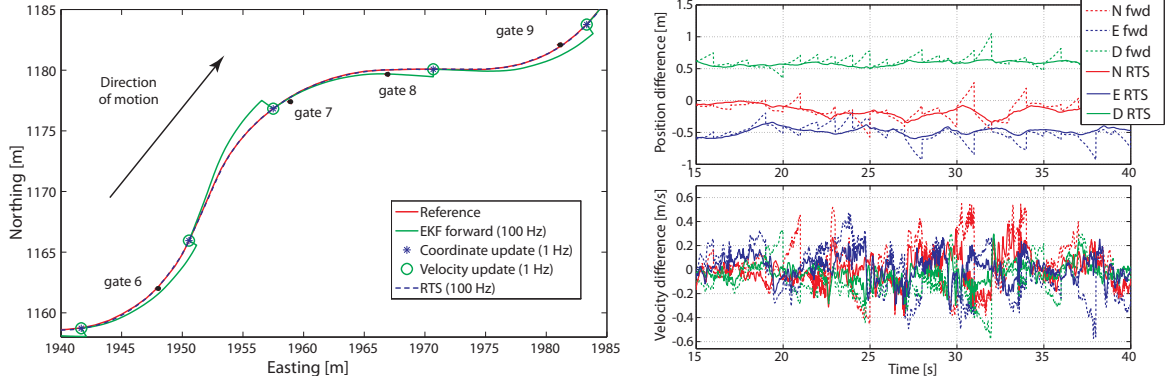 1185
1180
1175
1170
1165
1160
Northing [m]
1940
1945
1950
1955
1960
1965
1970
1975
1980
1985
Easting [m]
Direction
of motion
gate 6
gate 7
gate 8
gate 9
Reference
EKF forward (100 Hz)
Coordinate update (1 Hz)
Velocity update (1 Hz)
RTS (100 Hz)
1.5
1
0.5
0
-0.5
-1
Position difference [m]
15
20
25
30
35
40
N fwd
E fwd
D fwd
N RTS
E RTS
D RTS
0.6
0.4
0.2
0
-0.2
-0.4
-0.6
Velocity difference [m/s]
15
20
25
30
35
40
Time [s]